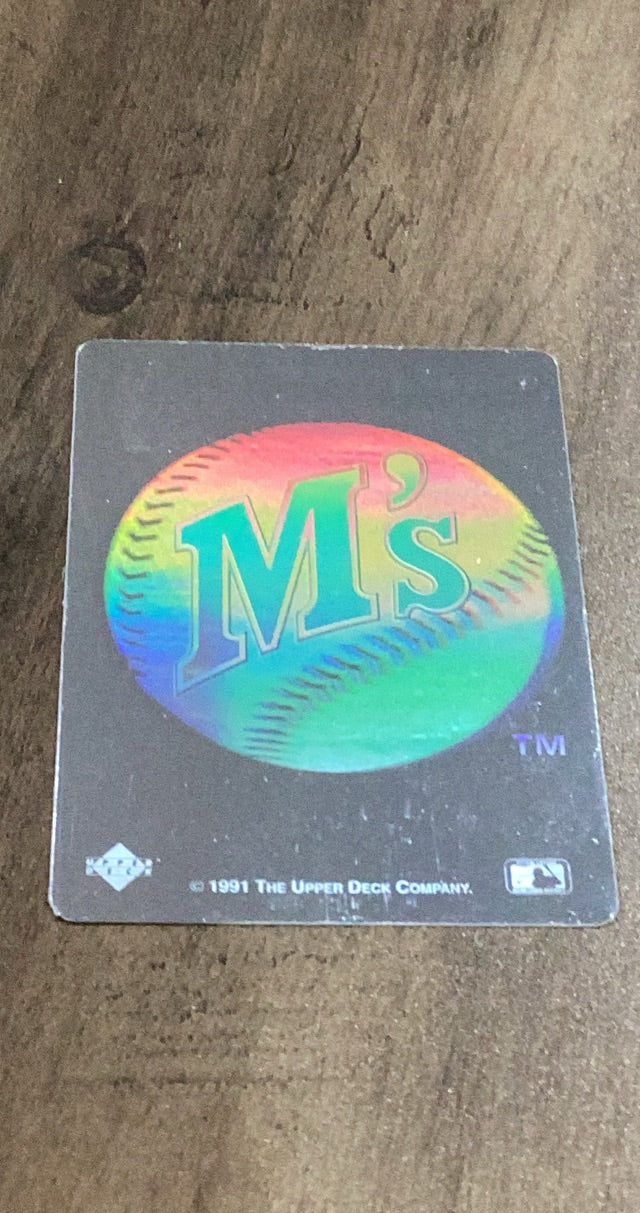 M's
TM
UPPER
DECK
© 1991 THE UPPER DECK COMPANY.